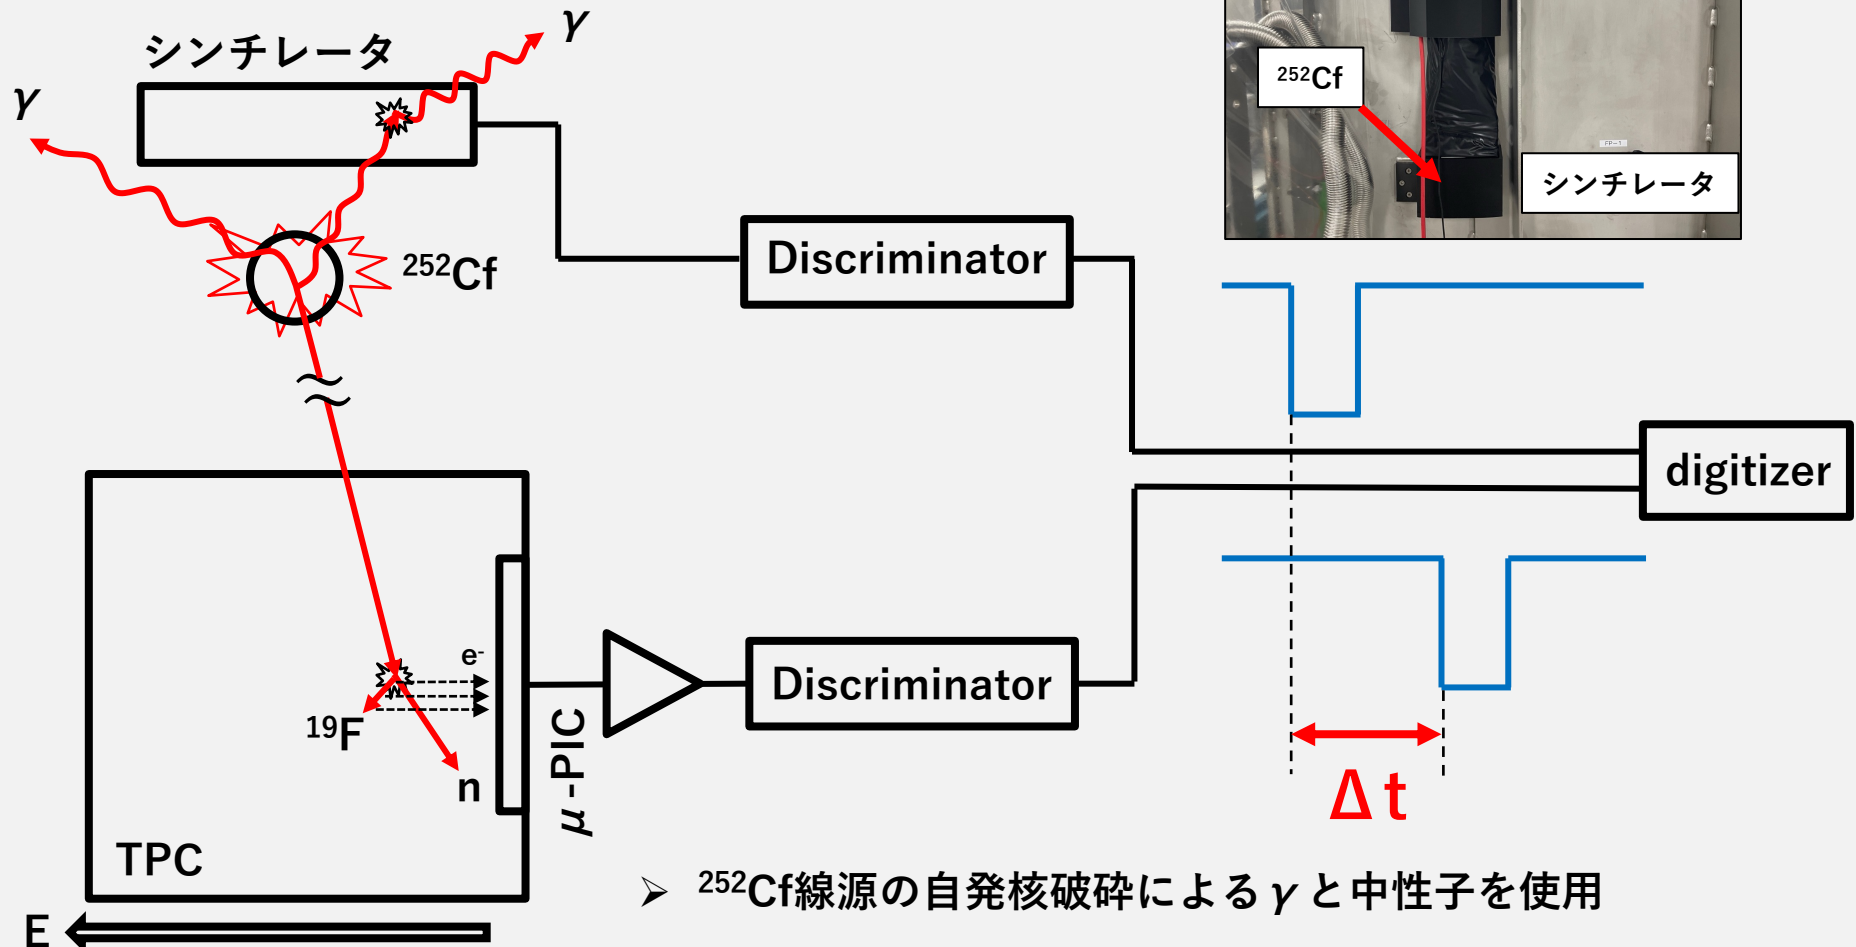 γ
シンチレータ
γ
²⁵²Cf
シンチレータ
²⁵²Cf
Discriminator
digitizer
e⁻
¹⁹F
n
μ-PIC
Discriminator
Δt
TPC
➢ ²⁵²Cf線源の自発核破砕によるγと中性子を使用
E